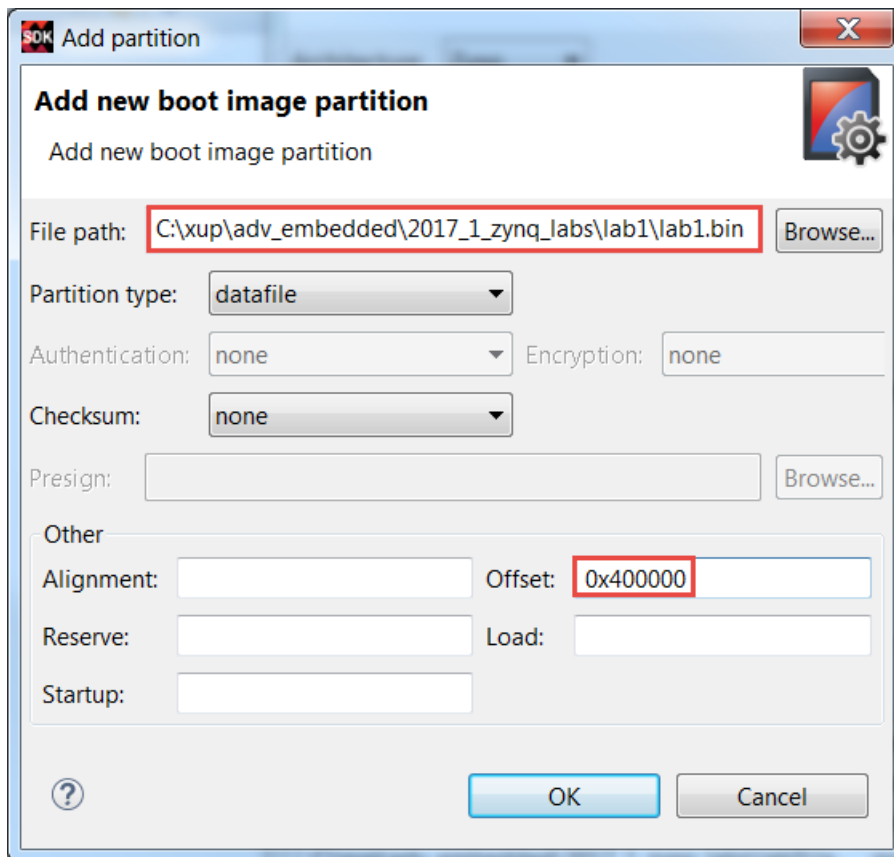 SDK Add partition X
Add new boot image partition
Add new boot image partition
File path: C:\xup\adv_embedded\2017_1_zynq_labs\lab1\lab1.bin Browse...
Partition type: datafile
Authentication: none Encryption: none
Checksum: none
Presign: Browse...
Other
Alignment: Offset: 0x400000
Reserve: Load:
Startup:
? OK Cancel